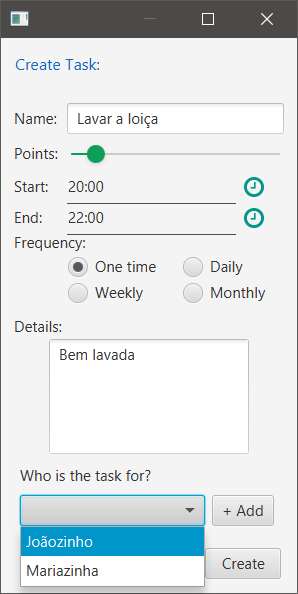 Create Task:
Name: Lavar a loiça
Points:
Start: 20:00
End: 22:00
Frequency:
One time Daily
Weekly Monthly
Details:
Bem lavada
Who is the task for?
+ Add
Joãozinho
Mariazinha
Create